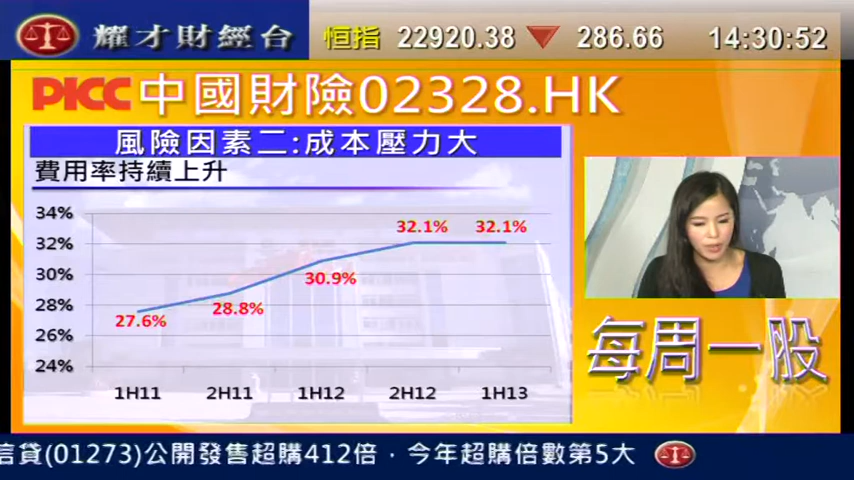 耀才財經台
恒指 22920.38 286.66 14:30:52
PICC 中國財險02328.HK
風險因素二:成本壓力大
費用率持續上升
34%
32%
30%
28%
26%
24%
27.6%
28.8%
30.9%
32.1%
32.1%
1H11 2H11 1H12 2H12 1H13
每周一股
信貸(01273)公開發售超購412倍．今年超購倍數第5大